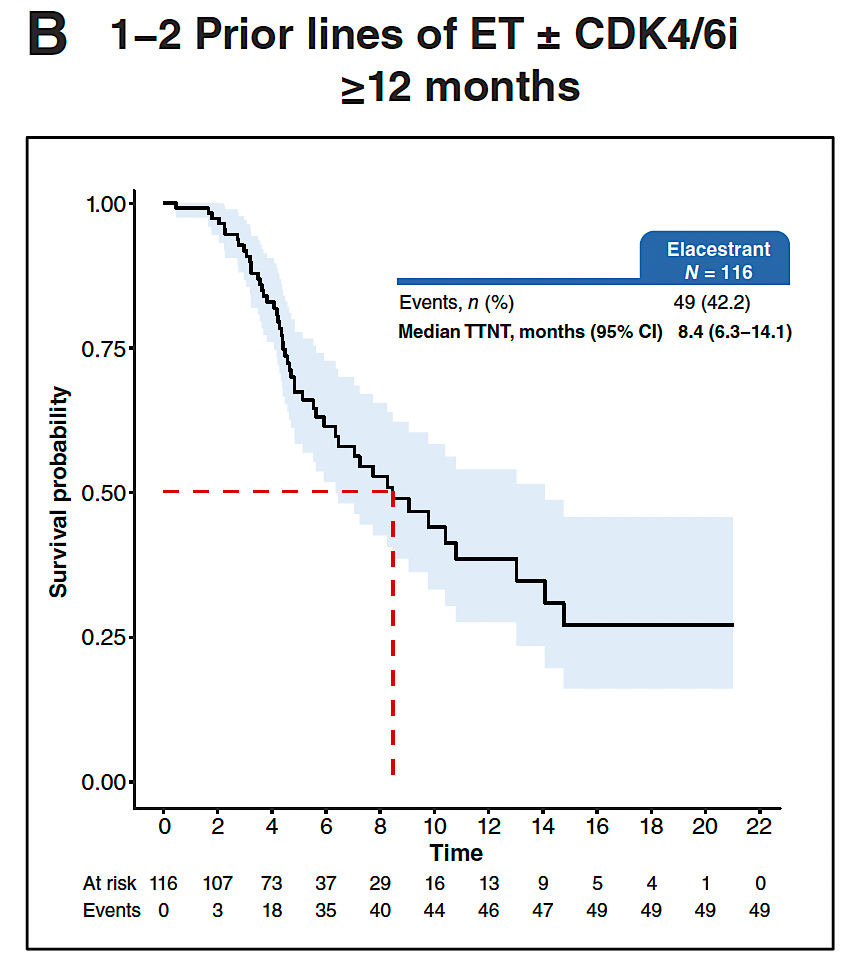 B 1–2 Prior lines of ET ± CDK4/6i
≥12 months
1.00
0.75
0.50
0.25
0.00
Survival probability
Elacestrant
N = 116
Events, n (%) 49 (42.2)
Median TTNT, months (95% CI) 8.4 (6.3–14.1)
0 2 4 6 8 10 12 14 16 18 20 22
Time
At risk 116 107 73 37 29 16 13 9 5 4 1 0
Events 0 3 18 35 40 44 46 47 49 49 49 49